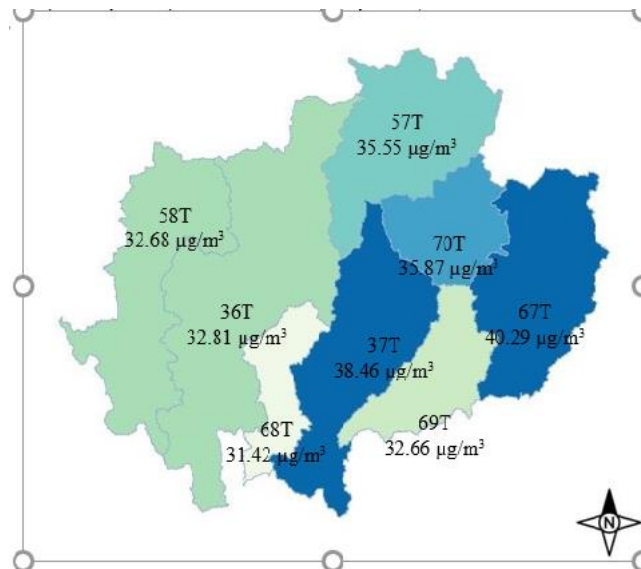 57T
35.55 µg/m³
58T
32.68 µg/m³
70T
35.87 µg/m³
36T
32.81 µg/m³
67T
40.29 µg/m³
37T
38.46 µg/m³
69T
32.66 µg/m³
68T
31.42 µg/m³
N